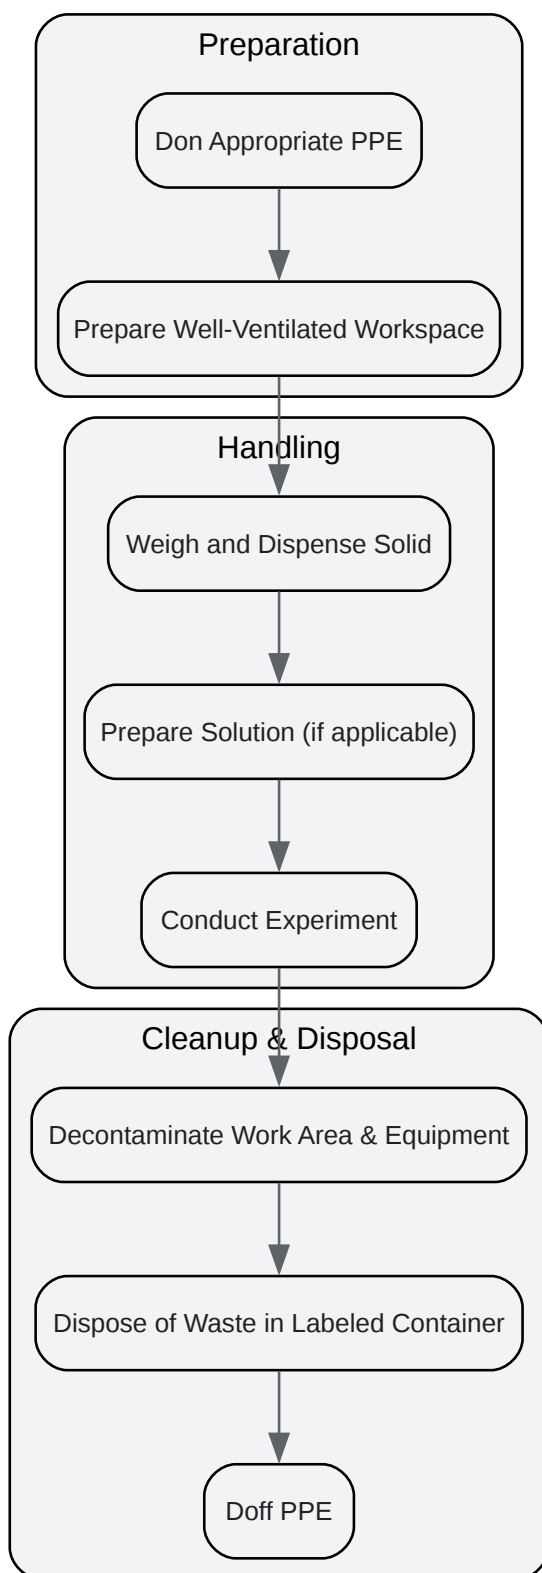 Preparation
Don Appropriate PPE
Prepare Well-Ventilated Workspace
Handling
Weigh and Dispense Solid
Prepare Solution (if applicable)
Conduct Experiment
Cleanup & Disposal
Decontaminate Work Area & Equipment
Dispose of Waste in Labeled Container
Doff PPE